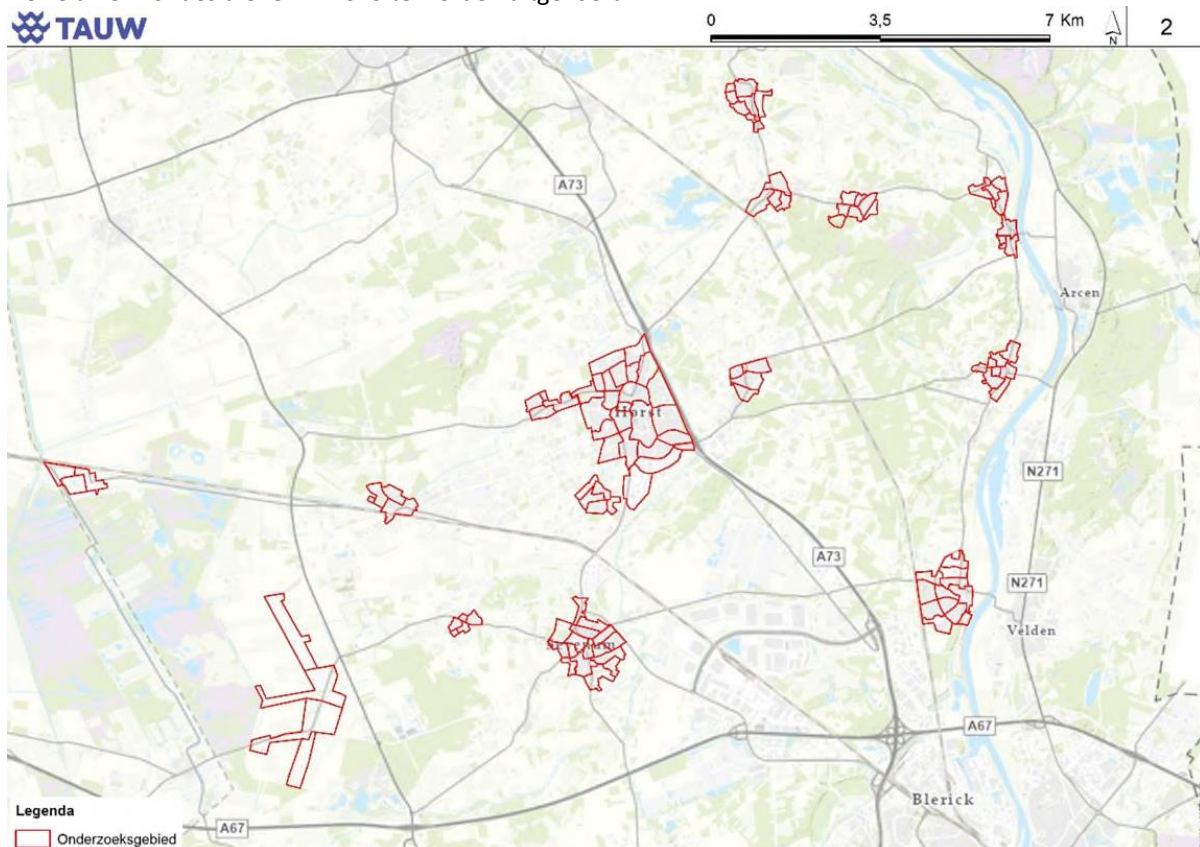 TAUW
0 3,5 7 Km
N
2
A73
Arcen
Horst
N271
A73
N271
Velden
A67
Blerick
Legenda
A67
Onderzoeksgebied